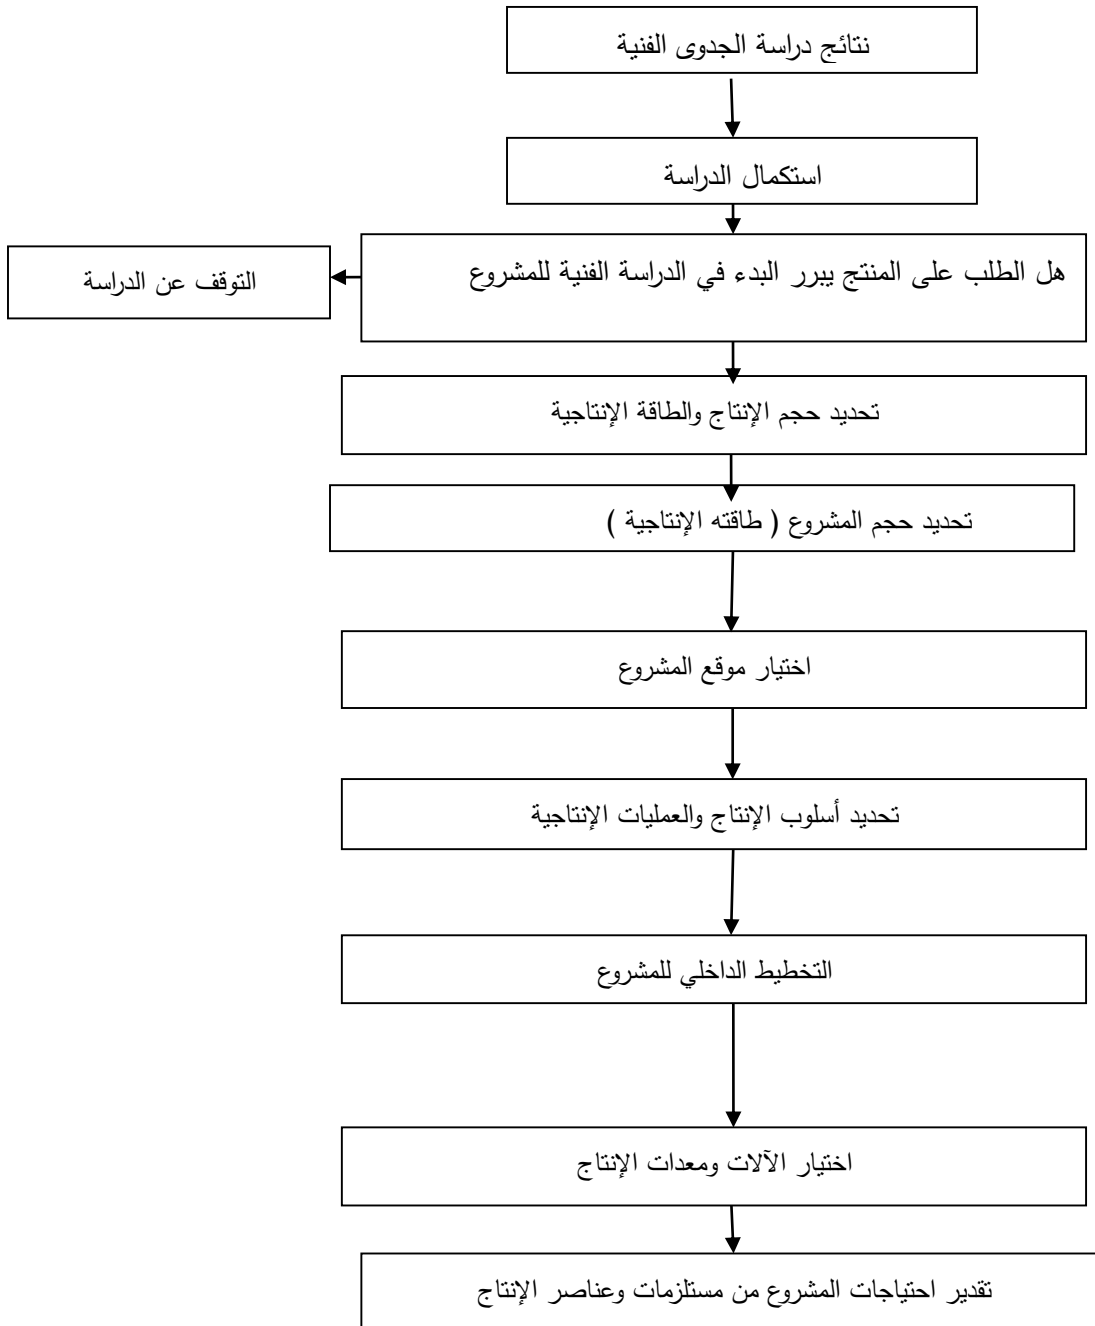 نتائج دراسة الجدوى الفنية
استكمال الدراسة
هل الطلب على المنتج يبرر البدء في الدراسة الفنية للمشروع
التوقف عن الدراسة
تحديد حجم الإنتاج والطاقة الإنتاجية
تحديد حجم المشروع ( طاقته الإنتاجية )
اختيار موقع المشروع
تحديد أسلوب الإنتاج والعمليات الإنتاجية
التخطيط الداخلي للمشروع
اختيار الآلات ومعدات الإنتاج
تقدير احتياجات المشروع من مستلزمات وعناصر الإنتاج